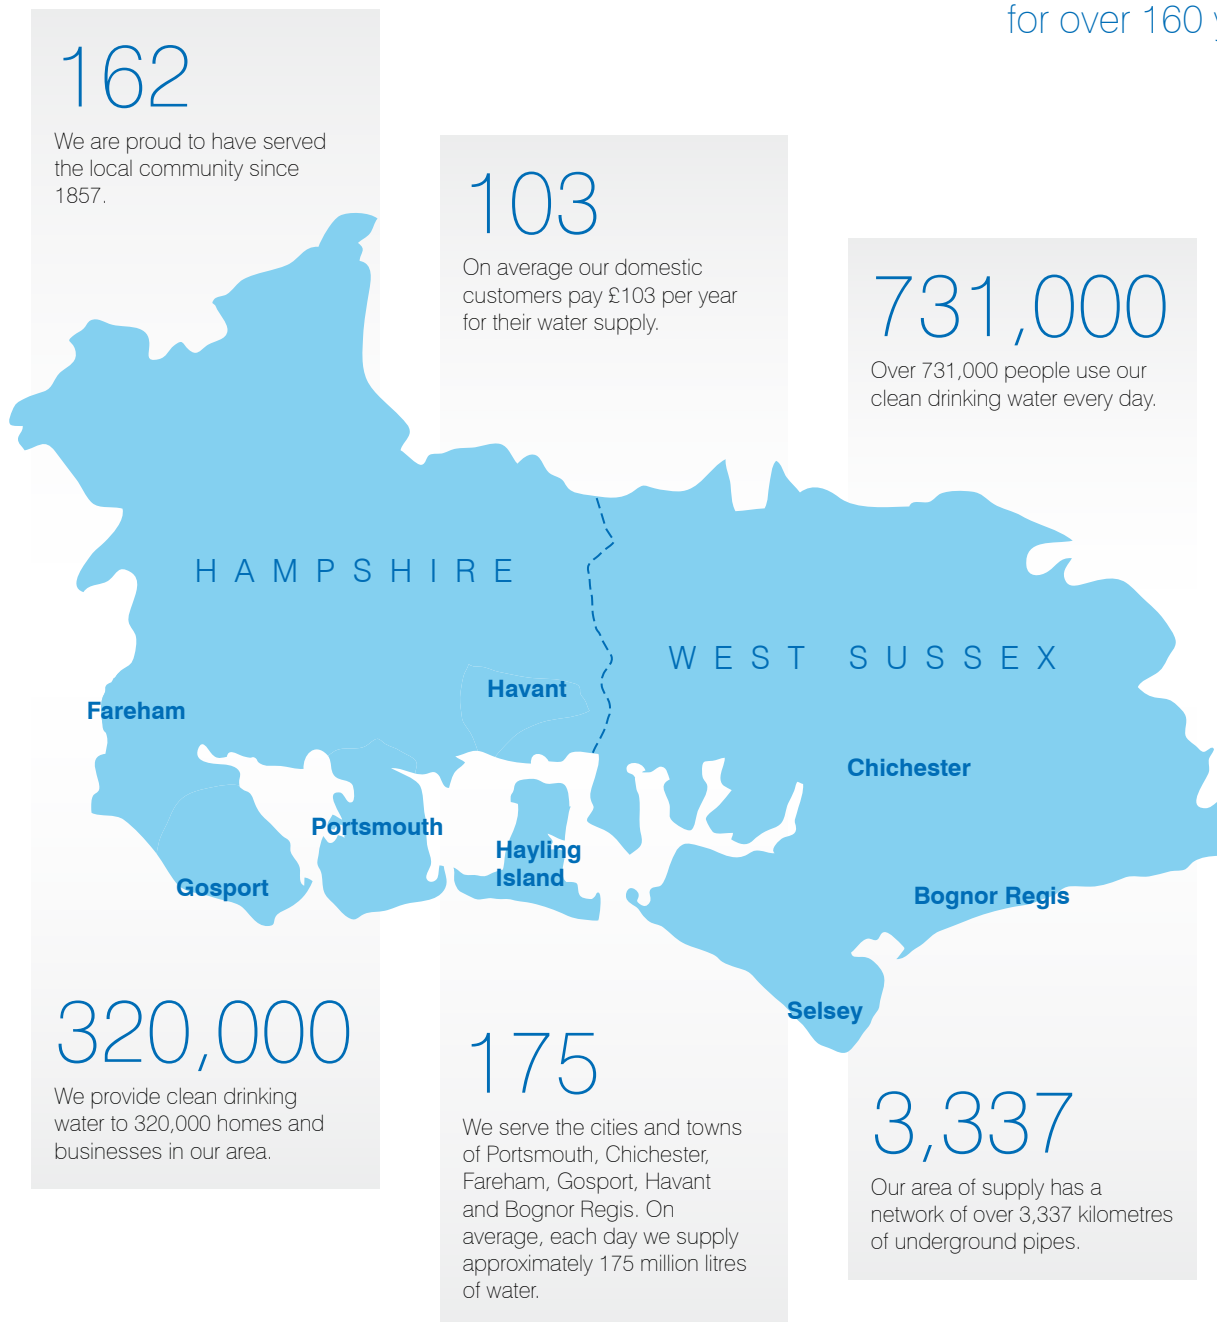 for over 160 y
162
We are proud to have served
the local community since
1857.
103
On average our domestic
customers pay £103 per year
for their water supply.
731,000
Over 731,000 people use our
clean drinking water every day.
HAMPSHIRE
WEST SUSSEX
Havant
Fareham
Chichester
Portsmouth
Hayling
Island
Gosport
Bognor Regis
Selsey
320,000
We provide clean drinking
water to 320,000 homes and
businesses in our area.
175
We serve the cities and towns
of Portsmouth, Chichester,
Fareham, Gosport, Havant
and Bognor Regis. On
average, each day we supply
approximately 175 million litres
of water.
3,337
Our area of supply has a
network of over 3,337 kilometres
of underground pipes.